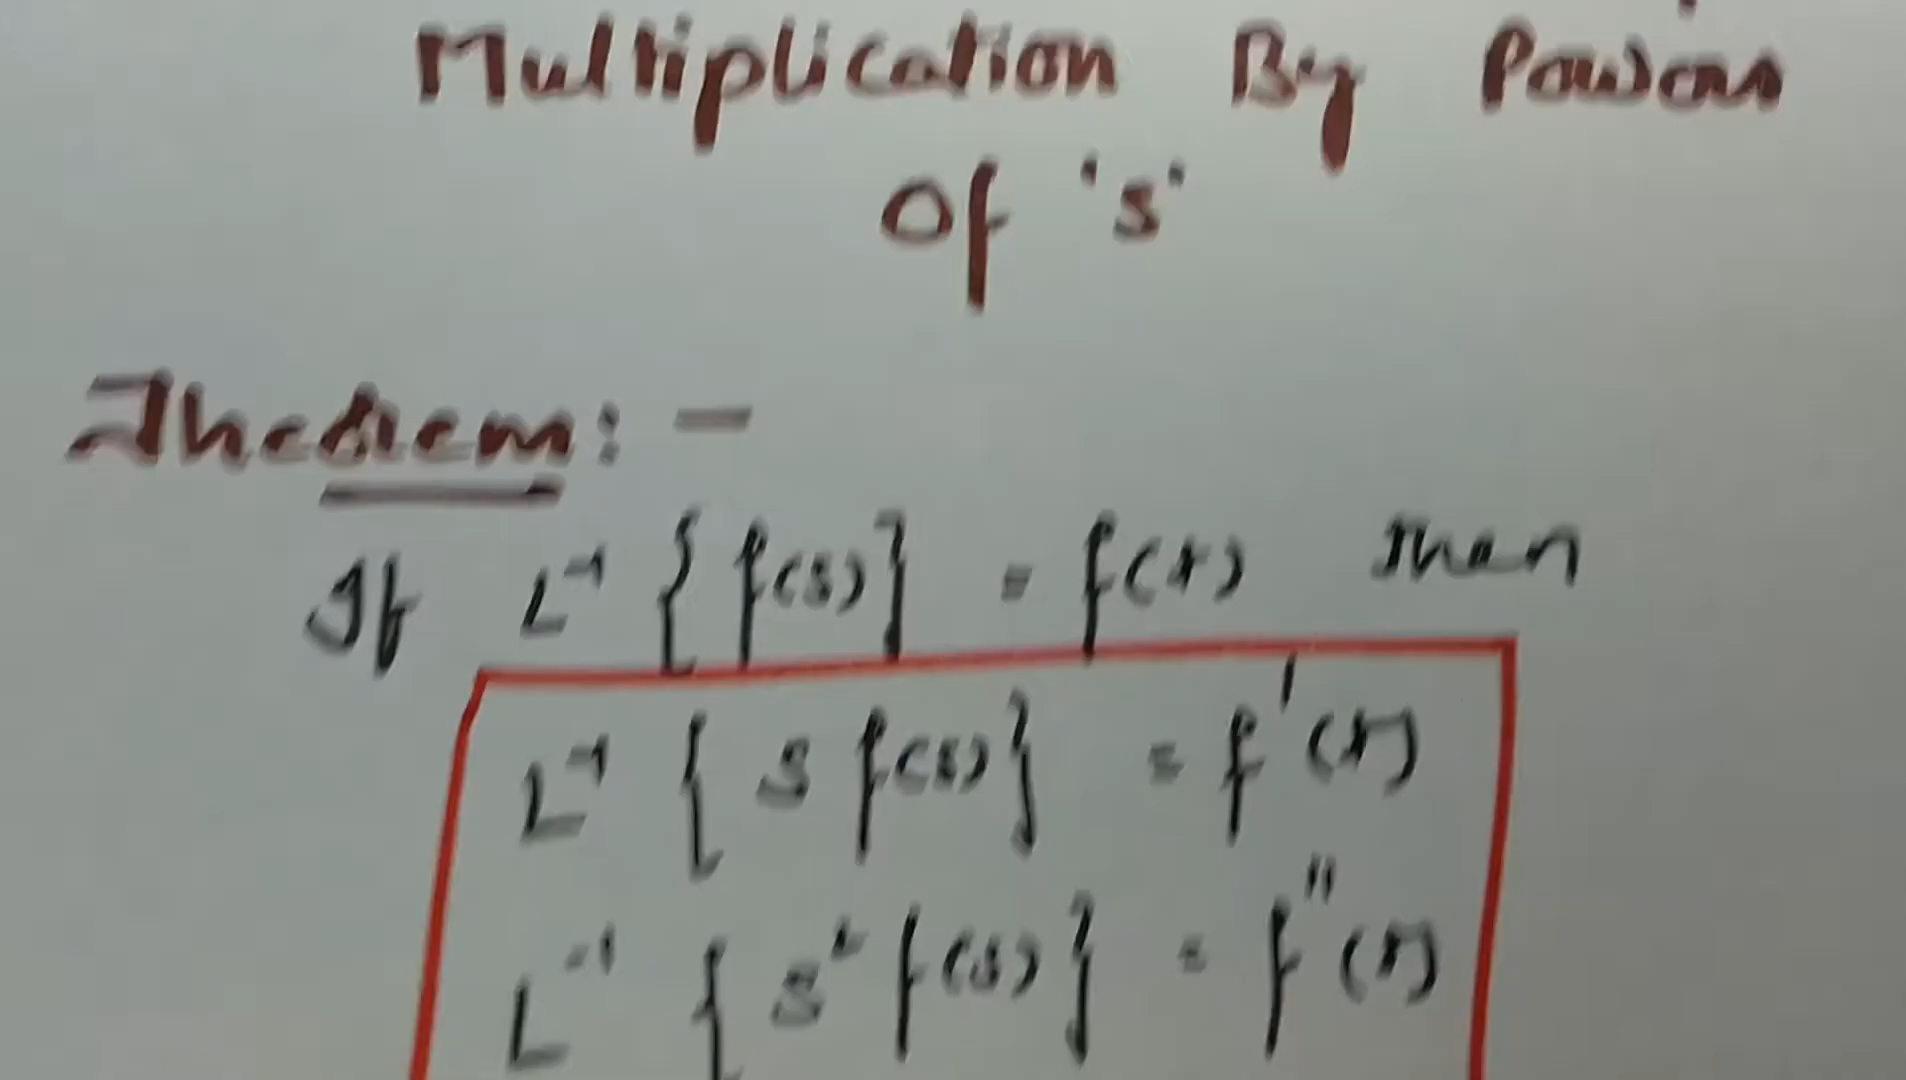 Multiplication By Powers
Of 's'
Theorem: -
If L⁻¹ { f(s) } = f(t) then
L⁻¹ { s f(s) } = f'(t)
L⁻¹ { s² f(s) } = f''(t)